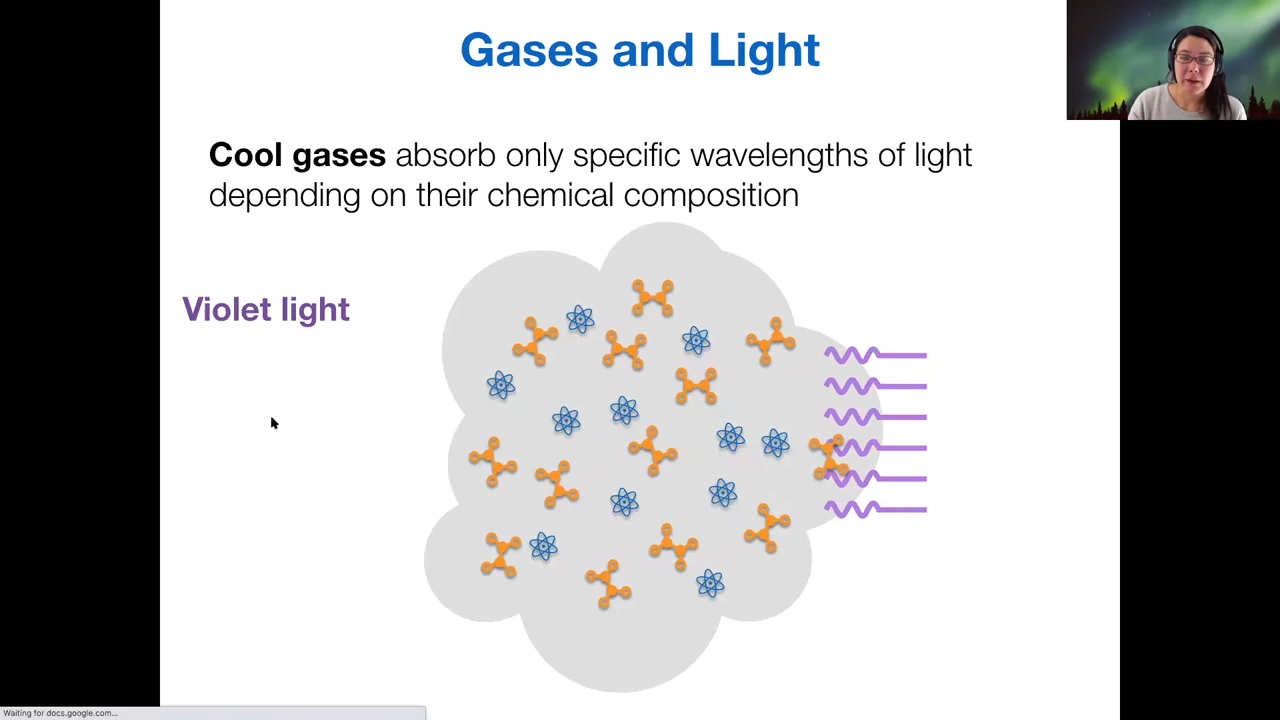 Gases and Light
Cool gases absorb only specific wavelengths of light
depending on their chemical composition
Violet light
Waiting for docs.google.com...